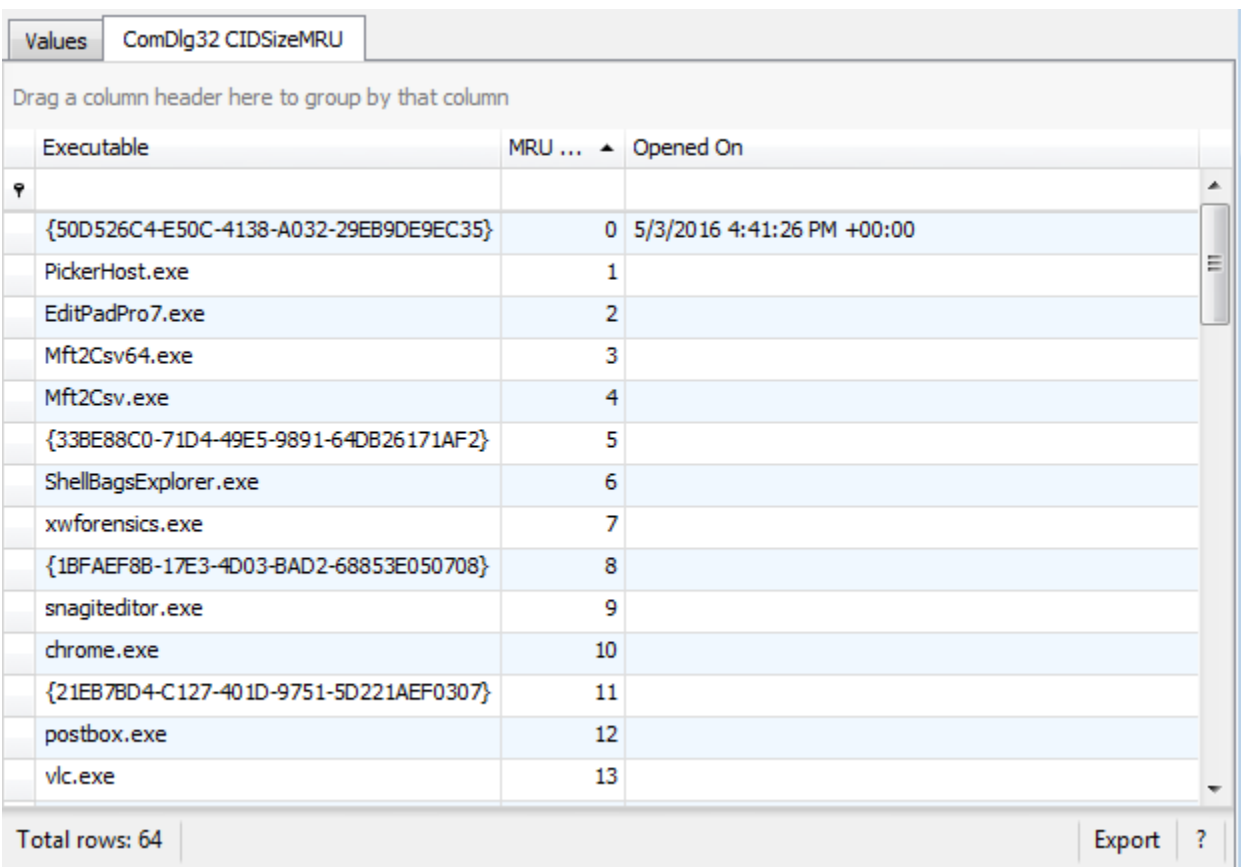 Values ComDlg32 CIDSizeMRU
Drag a column header here to group by that column
Executable MRU ... Opened On
{50D526C4-E50C-4138-A032-29EB9DE9EC35} 0 5/3/2016 4:41:26 PM +00:00
PickerHost.exe 1
EditPadPro7.exe 2
Mft2Csv64.exe 3
Mft2Csv.exe 4
{33BE88C0-71D4-49E5-9891-64DB26171AF2} 5
ShellBagsExplorer.exe 6
xwforensics.exe 7
{1BFAEF8B-17E3-4D03-BAD2-68853E050708} 8
snagiteditor.exe 9
chrome.exe 10
{21EB7BD4-C127-401D-9751-5D221AEF0307} 11
postbox.exe 12
vlc.exe 13
Total rows: 64 Export ?